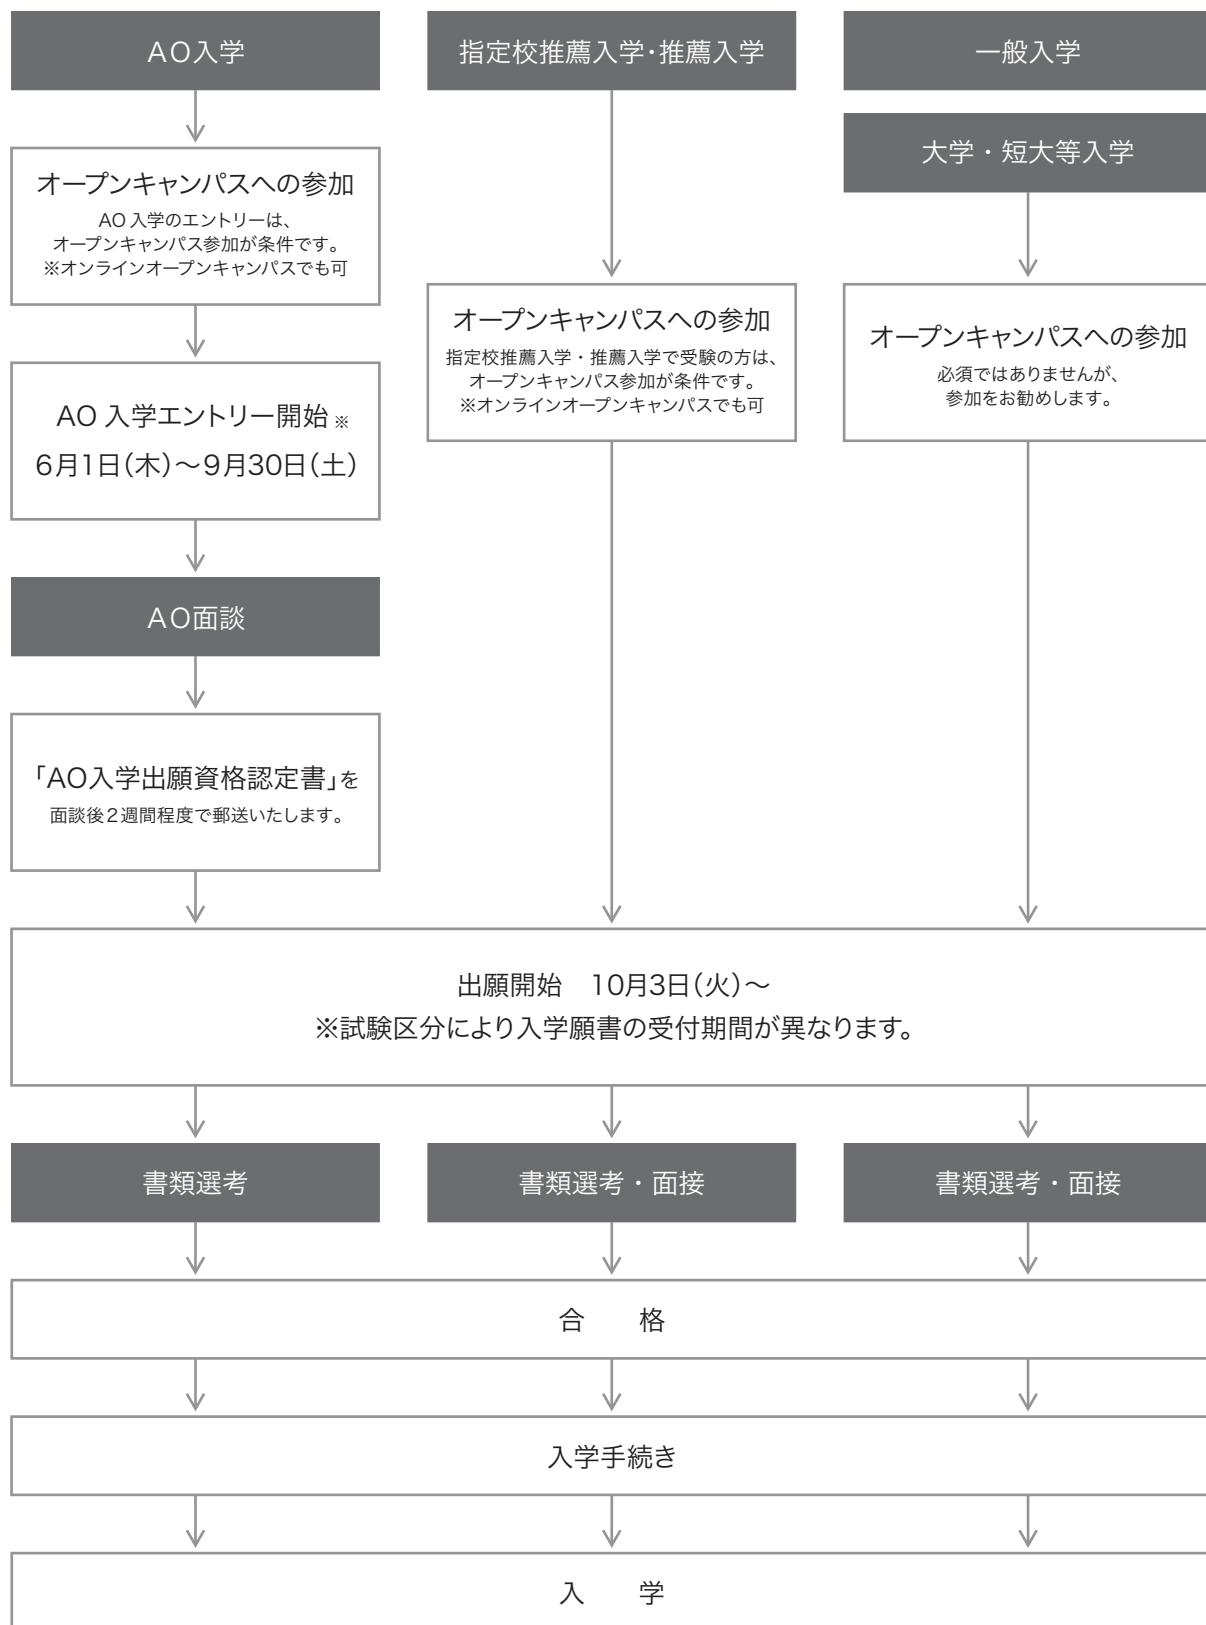 AO入学
指定校推薦入学・推薦入学
一般入学
大学・短大等入学
オープンキャンパスへの参加
AO 入学のエントリーは、
オープンキャンパス参加が条件です。
※オンラインオープンキャンパスでも可
オープンキャンパスへの参加
指定校推薦入学・推薦入学で受験の方は、
オープンキャンパス参加が条件です。
※オンラインオープンキャンパスでも可
オープンキャンパスへの参加
必須ではありませんが、
参加をお勧めします。
AO 入学エントリー開始 ※
6月1日(木)〜9月30日(土)
AO面談
「AO入学出願資格認定書」を
面談後2週間程度で郵送いたします。
出願開始　10月3日(火)〜
※試験区分により入学願書の受付期間が異なります。
書類選考
書類選考・面接
書類選考・面接
合　　格
入学手続き
入　　学